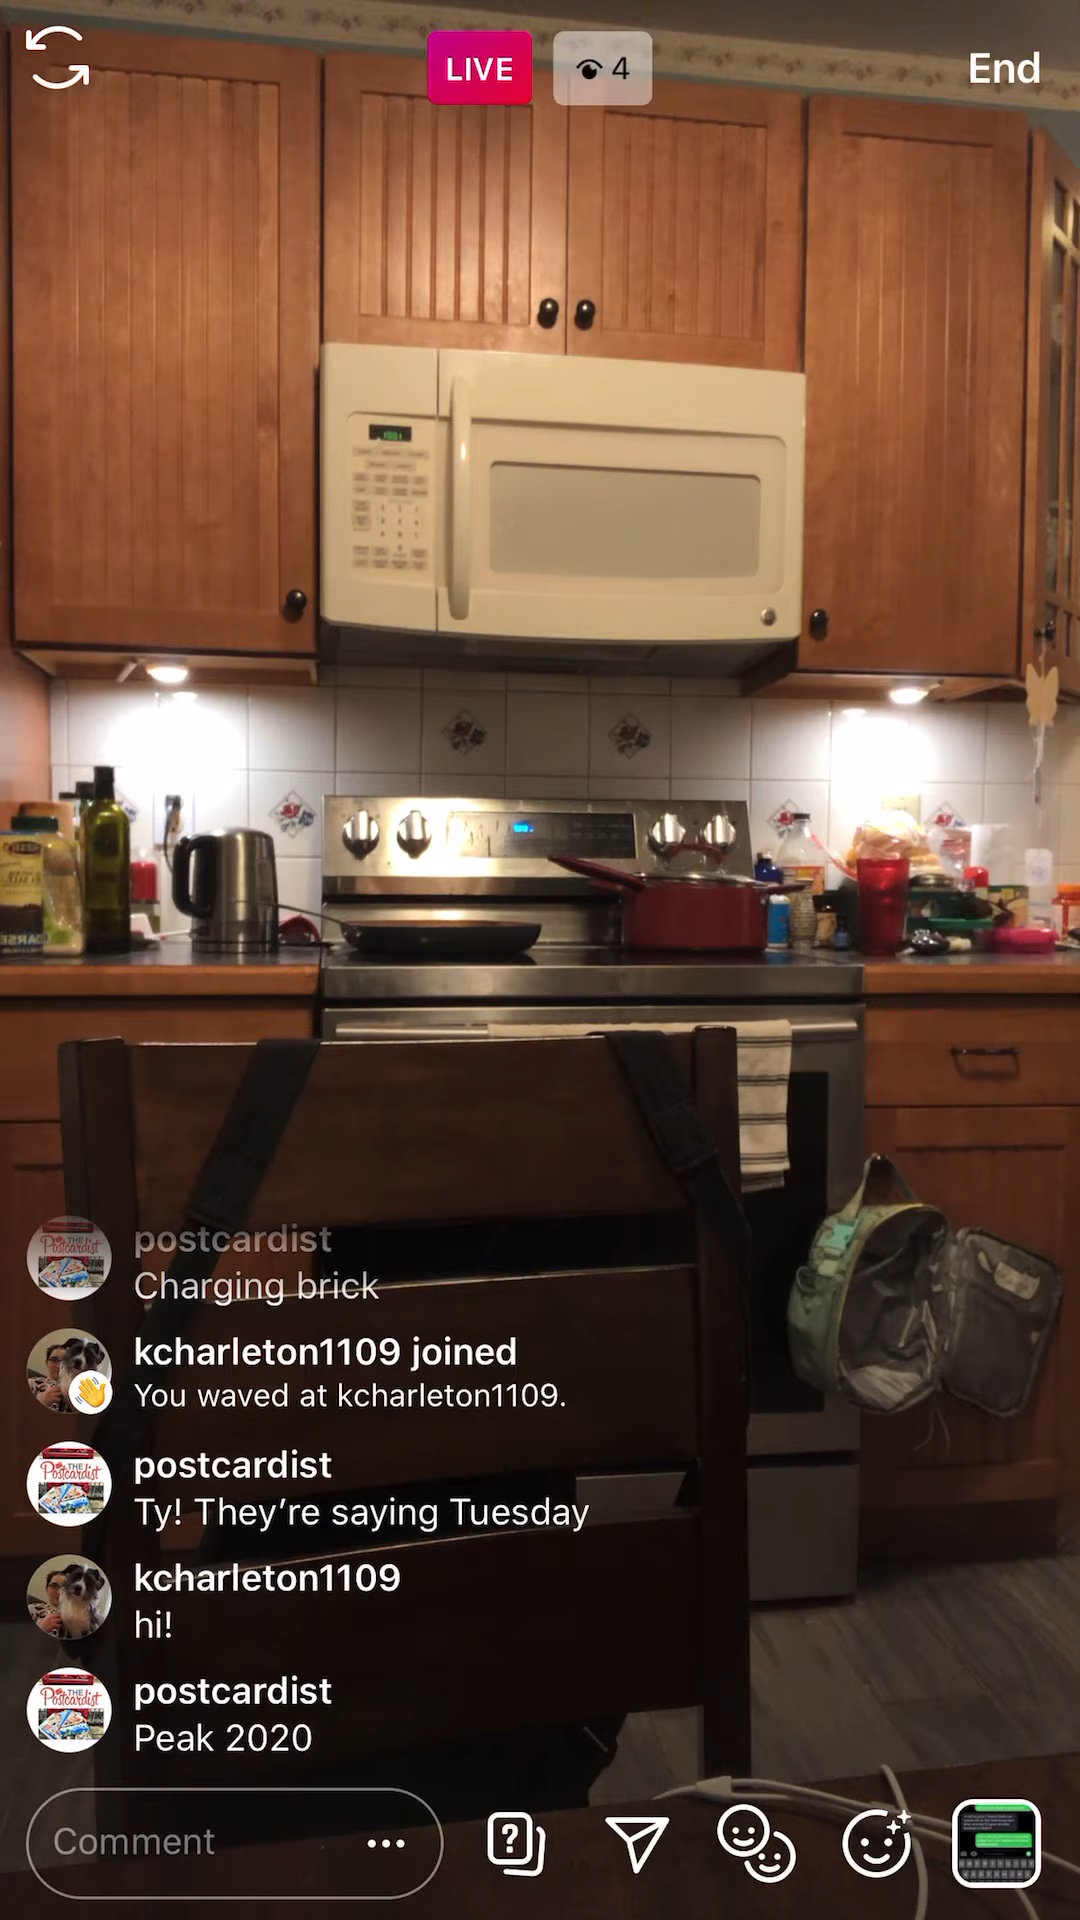 LIVE
4
End
postcardist
Charging brick
kcharleton1109 joined
You waved at kcharleton1109.
postcardist
Ty! They’re saying Tuesday
kcharleton1109
hi!
postcardist
Peak 2020
Comment